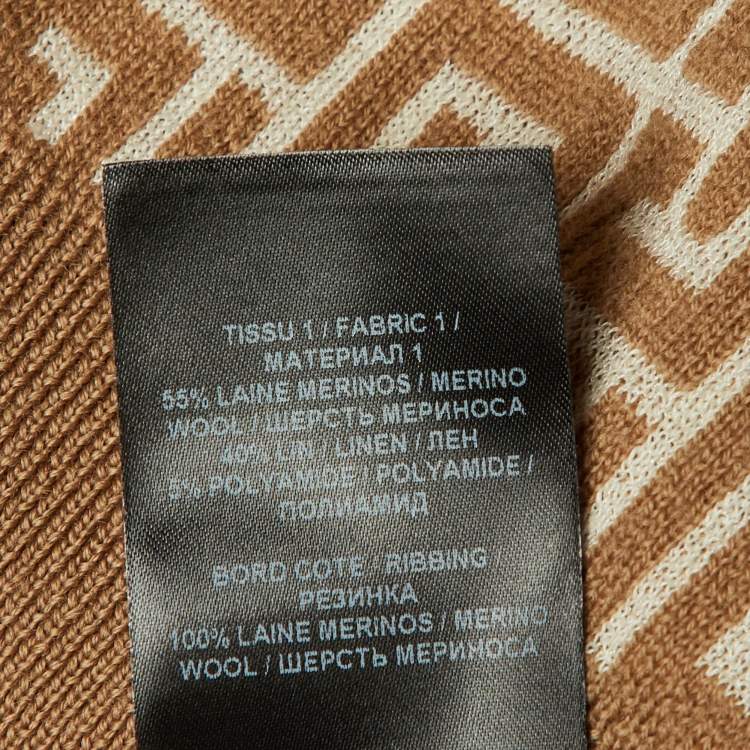 TISSU 1 / FABRIC 1 /
МАТЕРИАЛ 1
55% LAINE MERINOS / MERINO
WOOL / ШЕРСТЬ МЕРИНОСА
40% LIN / LINEN / ЛЕН
5% POLYAMIDE / POLYAMIDE /
ПОЛИАМИД
BORD COTE RIBBING
РЕЗИНКА
100% LAINE MERINOS / MERINO
WOOL / ШЕРСТЬ МЕРИНОСА